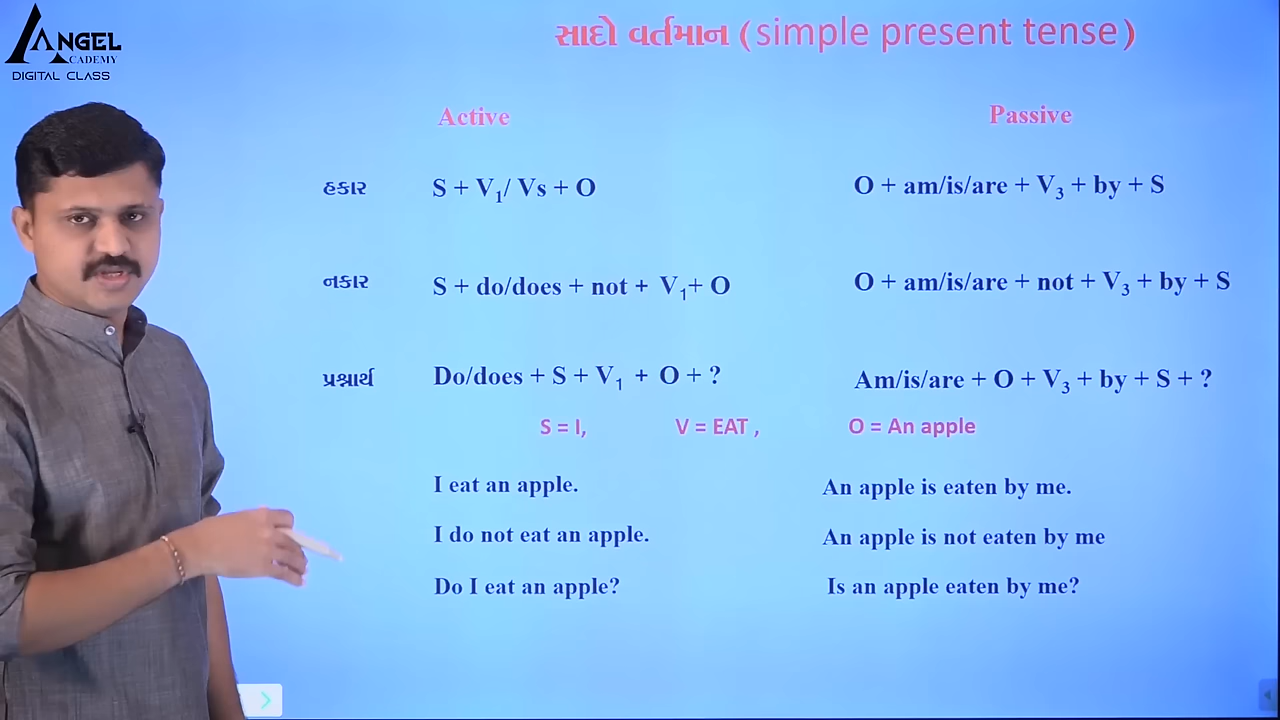 ANGEL
ACADEMY
DIGITAL CLASS
સાદો વર્તમાન (simple present tense)
Active Passive
હકાર S + V₁/ Vs + O O + am/is/are + V₃ + by + S
નકાર S + do/does + not + V₁+ O O + am/is/are + not + V₃ + by + S
પ્રશ્નાર્થ Do/does + S + V₁ + O + ? Am/is/are + O + V₃ + by + S + ?
S = I, V = EAT , O = An apple
I eat an apple. An apple is eaten by me.
I do not eat an apple. An apple is not eaten by me
Do I eat an apple? Is an apple eaten by me?